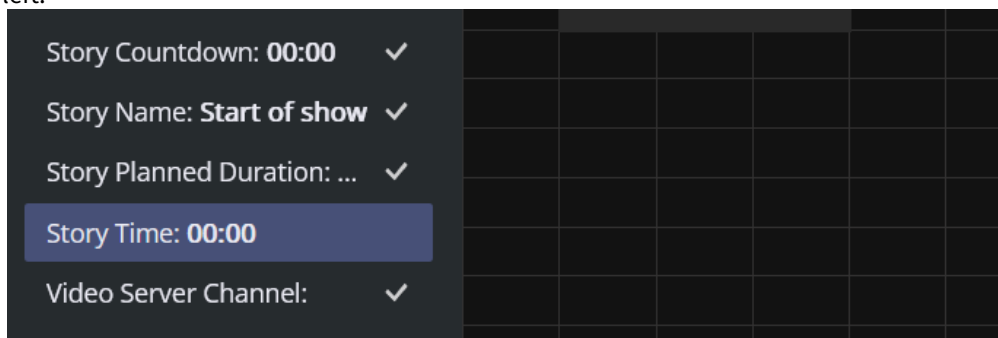 left.
Story Countdown: 00:00
Story Name: Start of show
Story Planned Duration: ...
Story Time: 00:00
Video Server Channel: